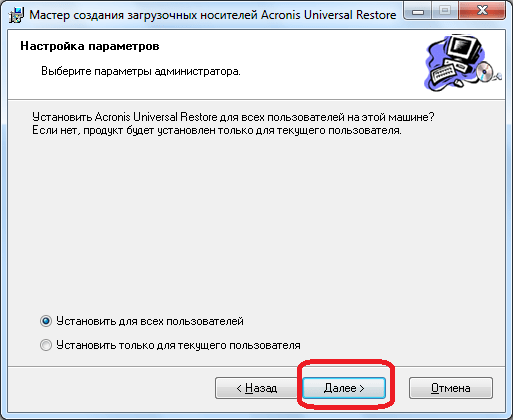 Мастер создания загрузочных носителей Acronis Universal Restore
Настройка параметров
Выберите параметры администратора.
Установить Acronis Universal Restore для всех пользователей на этой машине?
Если нет, продукт будет установлен только для текущего пользователя.
Установить для всех пользователей
Установить только для текущего пользователя
< Назад Далее > Отмена